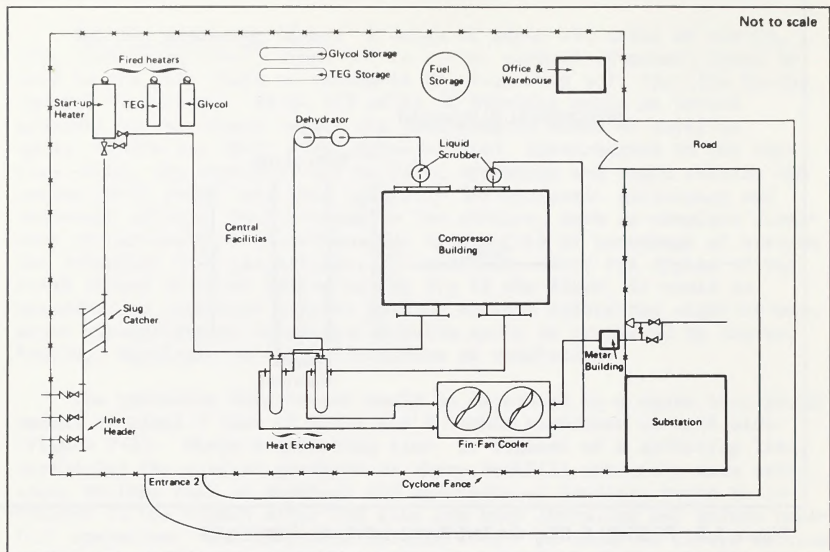 Not to scale
Fired heatars
Glycol Storage
TEG Storage
Fuel
Storage
Office &
Warehouse
Start-up
Heater
TEG
Glycol
Dehydrator
Liquid
Scrubber
Road
Central
Facilitias
Compressor
Building
Slug
Catcher
Metar
Building
Inlet
Header
Heat Exchange
Fin-Fan Cooler
Substation
Entranca 2
Cyclone Fanca